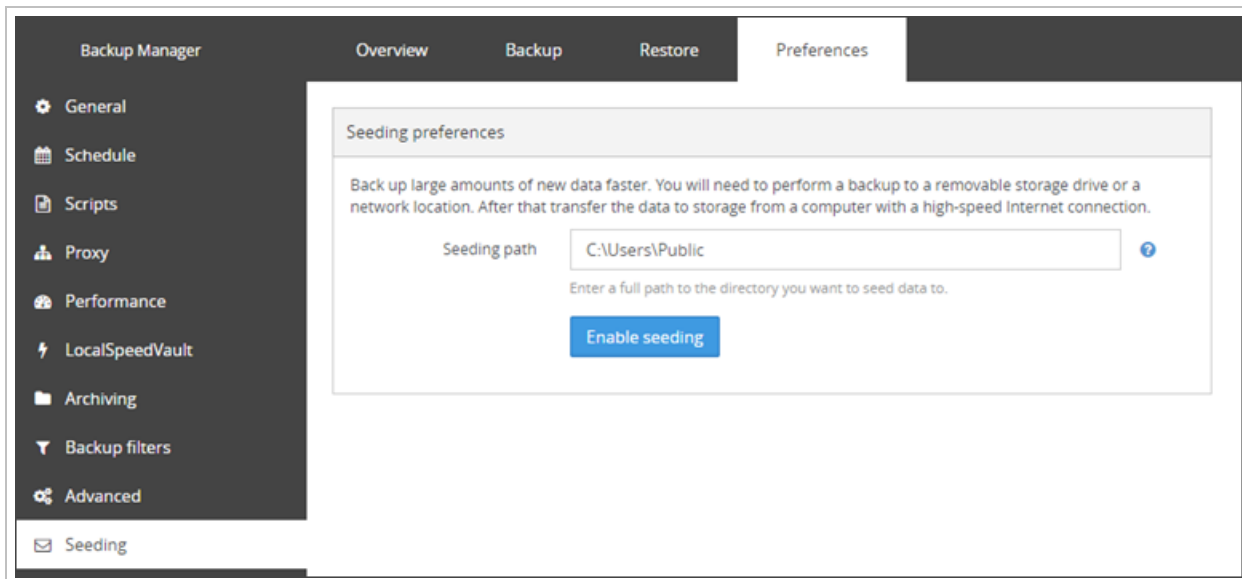 Backup Manager
Overview
Backup
Restore
Preferences
General
Schedule
Scripts
Proxy
Performance
LocalSpeedVault
Archiving
Backup filters
Advanced
Seeding
Seeding preferences
Back up large amounts of new data faster. You will need to perform a backup to a removable storage drive or a
network location. After that transfer the data to storage from a computer with a high-speed Internet connection.
Seeding path
C:\Users\Public
?
Enter a full path to the directory you want to seed data to.
Enable seeding